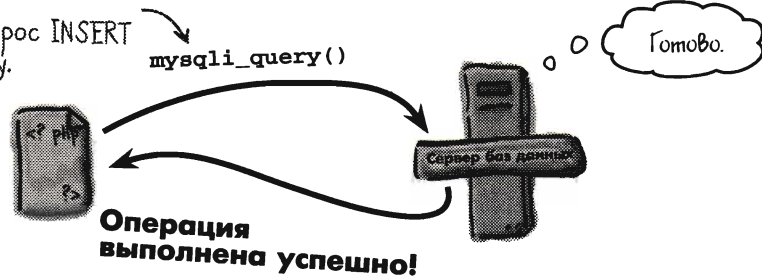 рос INSERT
у.
mysqli_query()
Готово.
<? php
?>
Сервер баз данных
Операция
выполнена успешно!